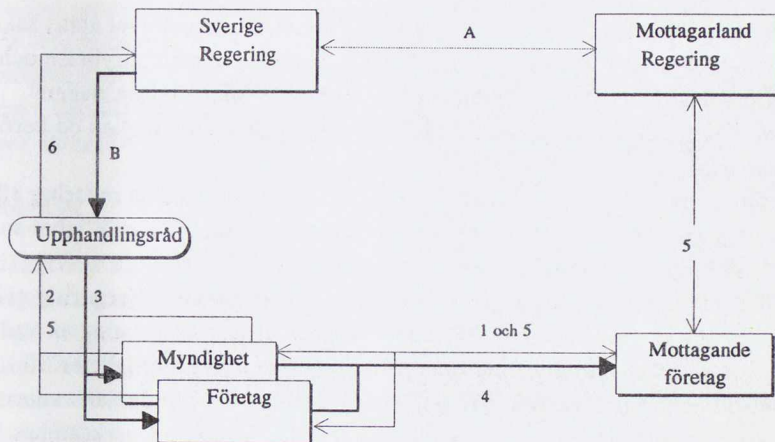 Sverige
Regering
A
Mottagarland
Regering
6
B
Upphandlingsråd
5
2
3
5
1 och 5
Myndighet
Mottagande
företag
Företag
4